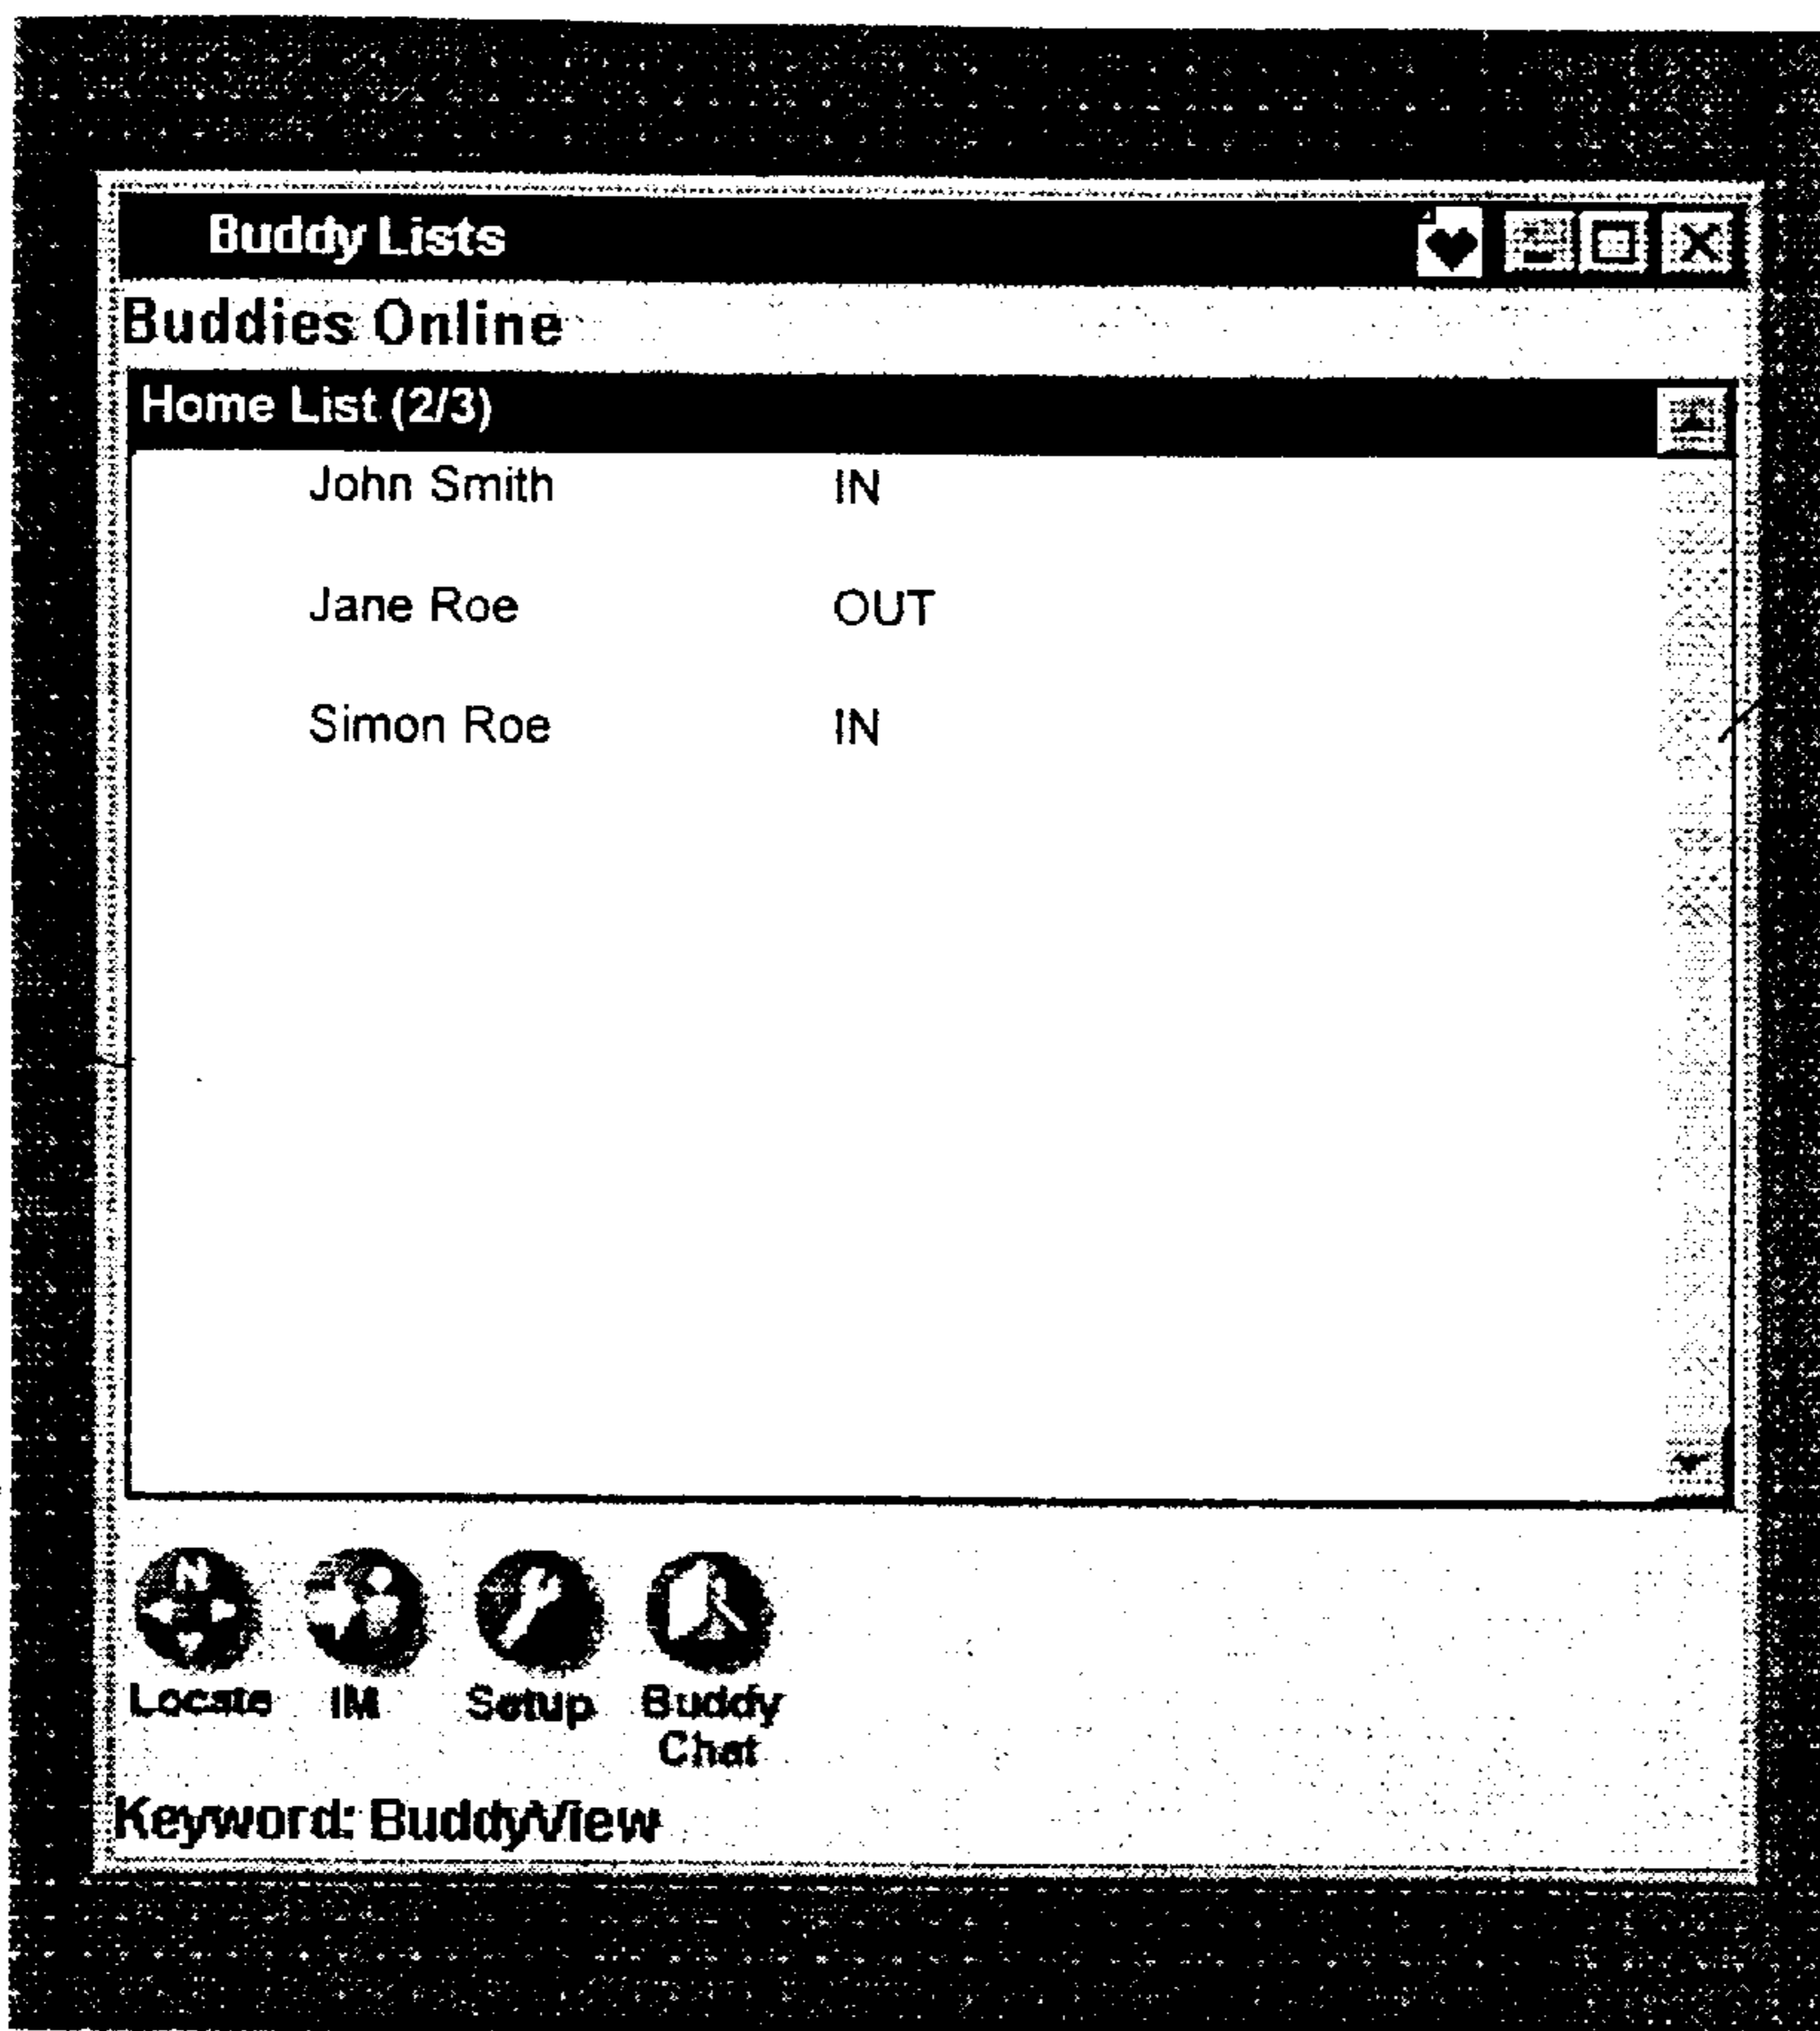 Buddy Lists
Buddies Online
Home List (2/3)
John Smith IN
Jane Roe OUT
Simon Roe IN
N
Locate IM Setup Buddy Chat
Keyword: BuddyView